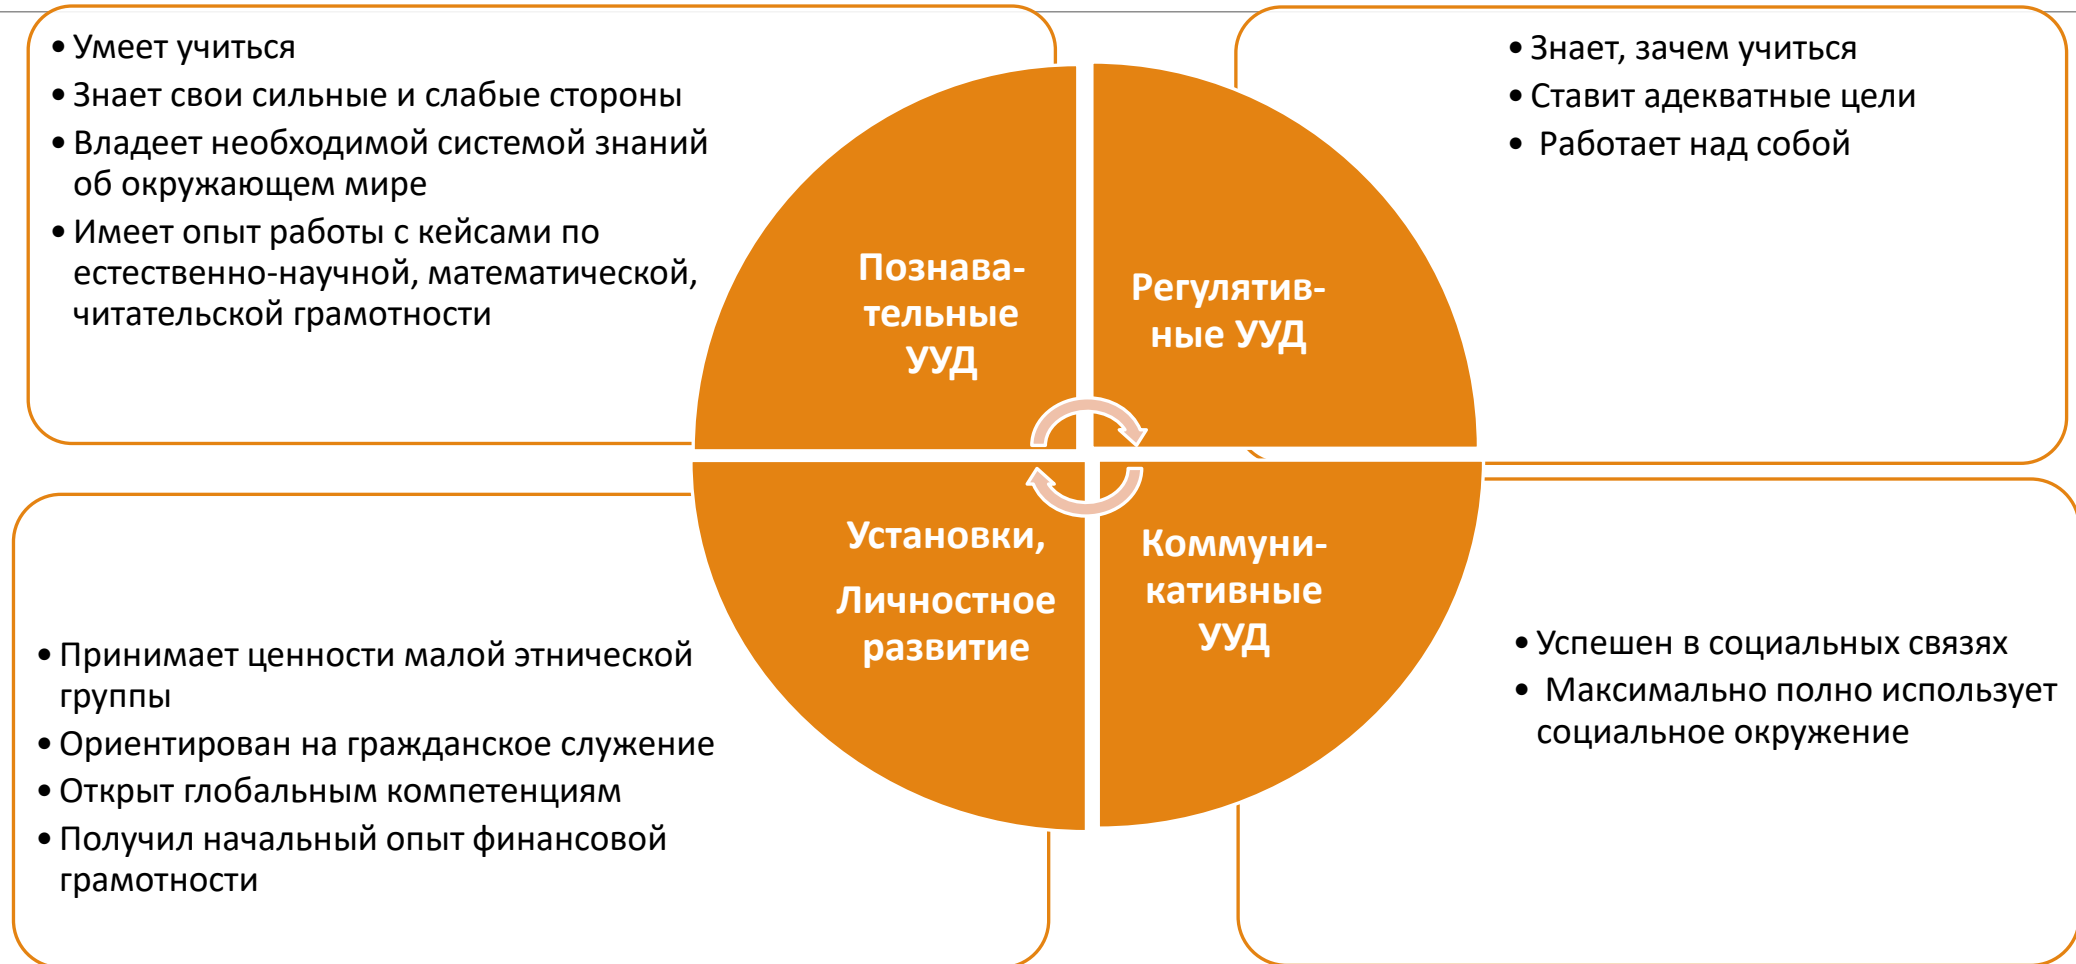 • Умеет учиться
• Знает свои сильные и слабые стороны
• Владеет необходимой системой знаний
об окружающем мире
• Имеет опыт работы с кейсами по
естественно-научной, математической,
читательской грамотности
Познава-
тельные
УУД
Регулятив-
ные УУД
• Знает, зачем учиться
• Ставит адекватные цели
• Работает над собой
• Принимает ценности малой этнической
группы
• Ориентирован на гражданское служение
• Открыт глобальным компетенциям
• Получил начальный опыт финансовой
грамотности
Установки,
Личностное
развитие
Коммуни-
кативные
УУД
• Успешен в социальных связях
• Максимально полно использует
социальное окружение